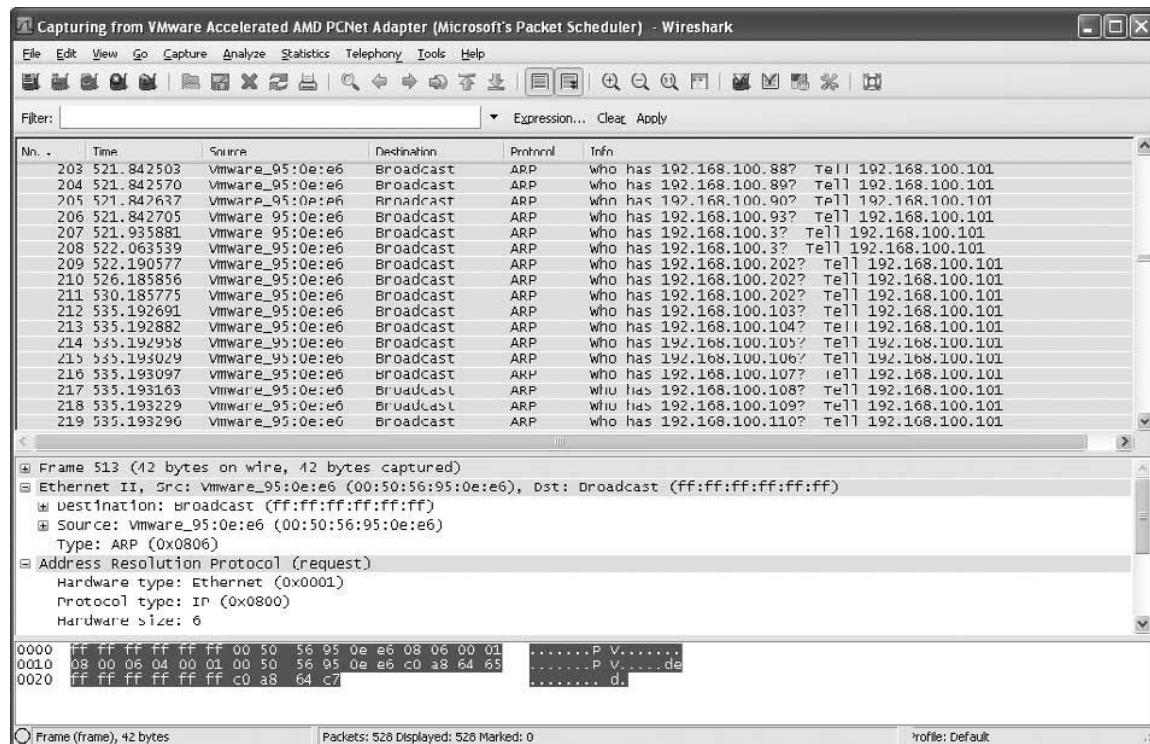 Capturing from VMware Accelerated AMD PCNet Adapter (Microsoft's Packet Scheduler) - Wireshark
File Edit View Go Capture Analyze Statistics Telephony Tools Help
Filter: Expression... Clear Apply
No. Time Source Destination Protocol Info
203 521.842503 Vmware_95:0e:e6 Broadcast ARP who has 192.168.100.88? Tell 192.168.100.101
204 521.842570 Vmware_95:0e:e6 Broadcast ARP who has 192.168.100.89? Tell 192.168.100.101
205 521.842637 Vmware_95:0e:e6 Broadcast ARP who has 192.168.100.90? Tell 192.168.100.101
206 521.842705 Vmware_95:0e:e6 Broadcast ARP who has 192.168.100.93? Tell 192.168.100.101
207 521.935881 Vmware_95:0e:e6 Broadcast ARP who has 192.168.100.3? Tell 192.168.100.101
208 522.063539 Vmware_95:0e:e6 Broadcast ARP who has 192.168.100.3? Tell 192.168.100.101
209 522.190577 Vmware_95:0e:e6 Broadcast ARP who has 192.168.100.202? Tell 192.168.100.101
210 526.185856 Vmware_95:0e:e6 Broadcast ARP who has 192.168.100.202? Tell 192.168.100.101
211 530.185775 Vmware_95:0e:e6 Broadcast ARP who has 192.168.100.202? Tell 192.168.100.101
212 535.192691 Vmware_95:0e:e6 Broadcast ARP who has 192.168.100.103? Tell 192.168.100.101
213 535.192882 Vmware_95:0e:e6 Broadcast ARP who has 192.168.100.104? Tell 192.168.100.101
214 535.192958 Vmware_95:0e:e6 Broadcast ARP who has 192.168.100.105? Tell 192.168.100.101
215 535.193029 Vmware_95:0e:e6 Broadcast ARP who has 192.168.100.106? Tell 192.168.100.101
216 535.193097 Vmware_95:0e:e6 Broadcast ARP who has 192.168.100.107? Tell 192.168.100.101
217 535.193163 Vmware_95:0e:e6 Broadcast ARP who has 192.168.100.108? Tell 192.168.100.101
218 535.193229 Vmware_95:0e:e6 Broadcast ARP who has 192.168.100.109? Tell 192.168.100.101
219 535.193296 Vmware_95:0e:e6 Broadcast ARP who has 192.168.100.110? Tell 192.168.100.101
Frame 513 (42 bytes on wire, 42 bytes captured)
Ethernet II, Src: Vmware_95:0e:e6 (00:50:56:95:0e:e6), Dst: Broadcast (ff:ff:ff:ff:ff:ff)
Destination: Broadcast (ff:ff:ff:ff:ff:ff)
Source: Vmware_95:0e:e6 (00:50:56:95:0e:e6)
Type: ARP (0x0806)
Address Resolution Protocol (request)
Hardware type: Ethernet (0x0001)
Protocol type: IP (0x0800)
Hardware size: 6
0000 ff ff ff ff ff ff 00 50 56 95 0e e6 08 06 00 01 .......P V.......
0010 08 00 06 04 00 01 00 50 56 95 0e e6 c0 a8 64 65 .......P V.....de
0020 ff ff ff ff ff ff c0 a8 64 c7 ........ d.
Frame (frame), 42 bytes Packets: 528 Displayed: 528 Marked: 0 Profile: Default